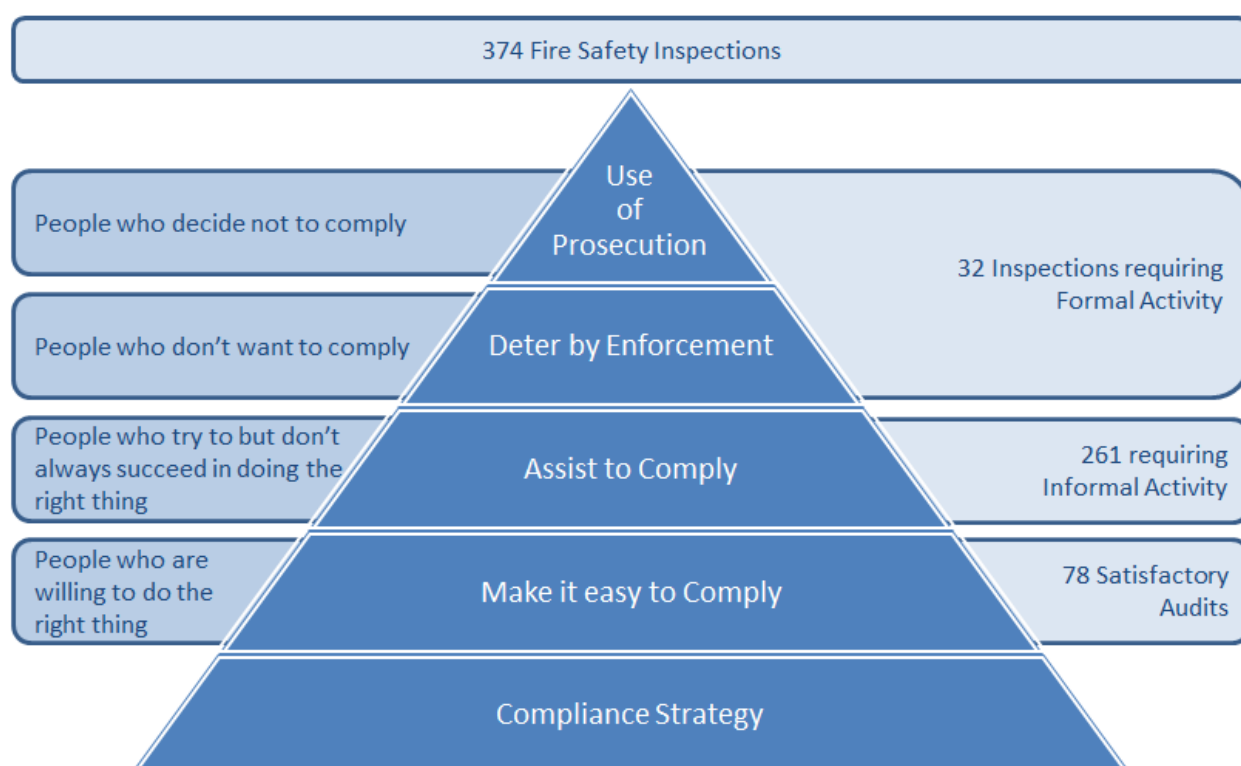 374 Fire Safety Inspections
People who decide not to comply
Use
of
Prosecution
32 Inspections requiring
Formal Activity
People who don't want to comply
Deter by Enforcement
People who try to but don't
always succeed in doing the
right thing
Assist to Comply
261 requiring
Informal Activity
People who are
willing to do the
right thing
Make it easy to Comply
78 Satisfactory
Audits
Compliance Strategy